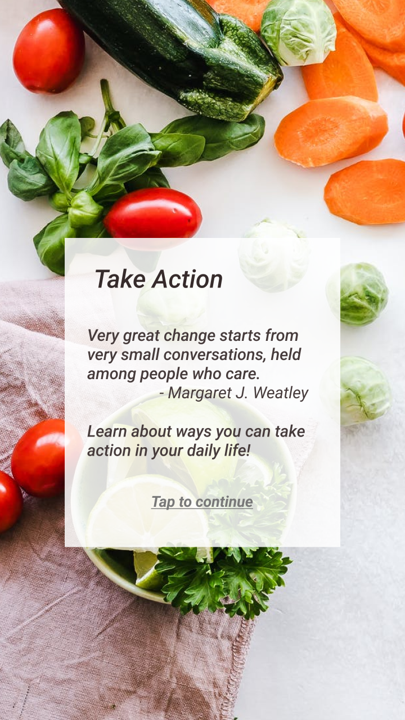 Take Action
Very great change starts from
very small conversations, held
among people who care.
- Margaret J. Weatley
Learn about ways you can take
action in your daily life!
Tap to continue